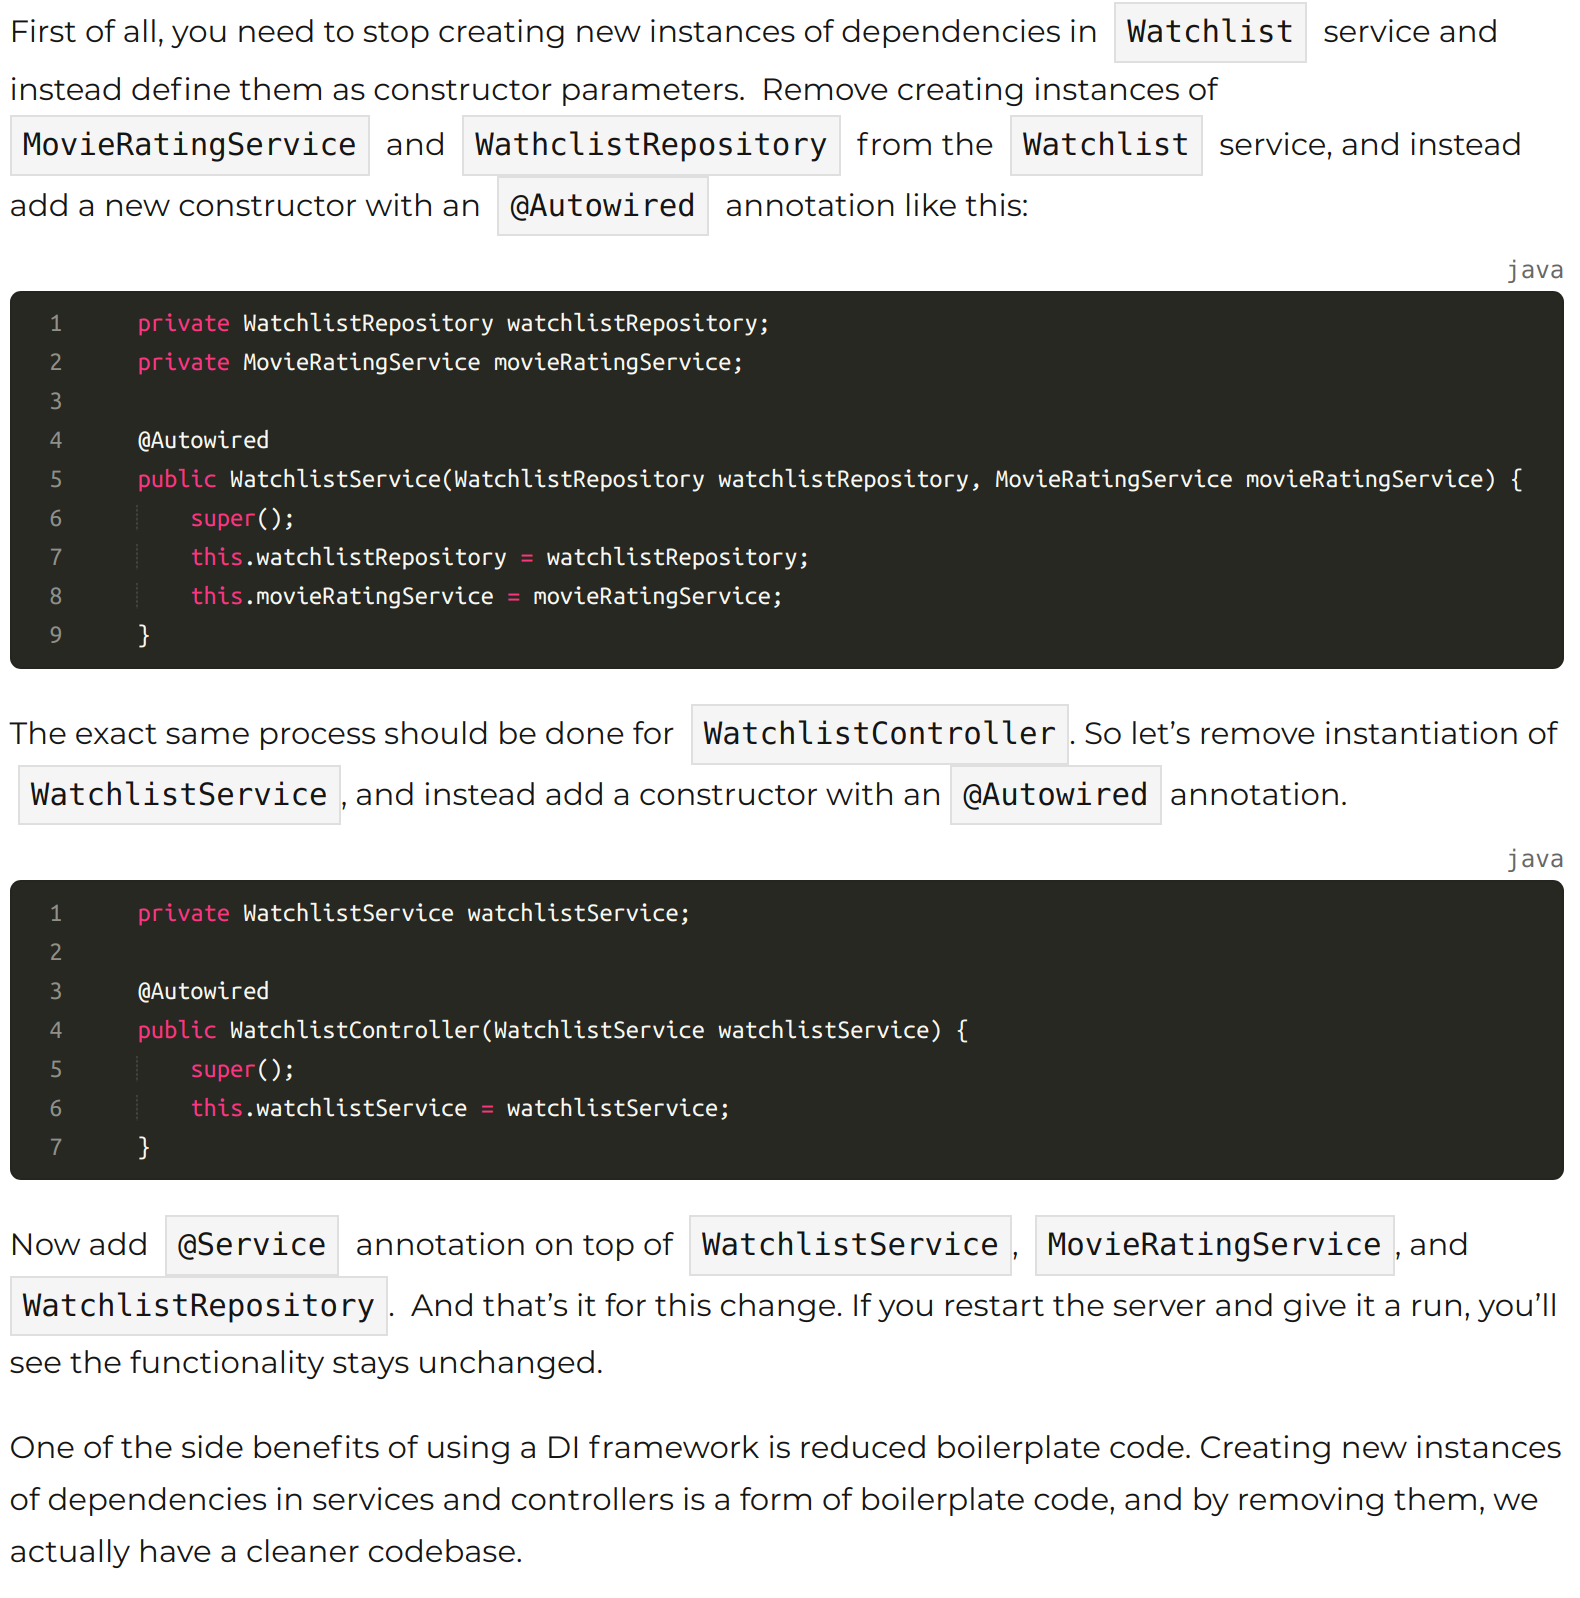 First of all, you need to stop creating new instances of dependencies in Watchlist service and
instead define them as constructor parameters. Remove creating instances of
MovieRatingService and WathclistRepository from the Watchlist service, and instead
add a new constructor with an @Autowired annotation like this:
java
1 private WatchlistRepository watchlistRepository;
2 private MovieRatingService movieRatingService;
3
4 @Autowired
5 public WatchlistService(WatchlistRepository watchlistRepository, MovieRatingService movieRatingService) {
6 super();
7 this.watchlistRepository = watchlistRepository;
8 this.movieRatingService = movieRatingService;
9 }
The exact same process should be done for WatchlistController. So let’s remove instantiation of
WatchlistService, and instead add a constructor with an @Autowired annotation.
java
1 private WatchlistService watchlistService;
2
3 @Autowired
4 public WatchlistController(WatchlistService watchlistService) {
5 super();
6 this.watchlistService = watchlistService;
7 }
Now add @Service annotation on top of WatchlistService, MovieRatingService, and
WatchlistRepository. And that’s it for this change. If you restart the server and give it a run, you’ll
see the functionality stays unchanged.
One of the side benefits of using a DI framework is reduced boilerplate code. Creating new instances
of dependencies in services and controllers is a form of boilerplate code, and by removing them, we
actually have a cleaner codebase.